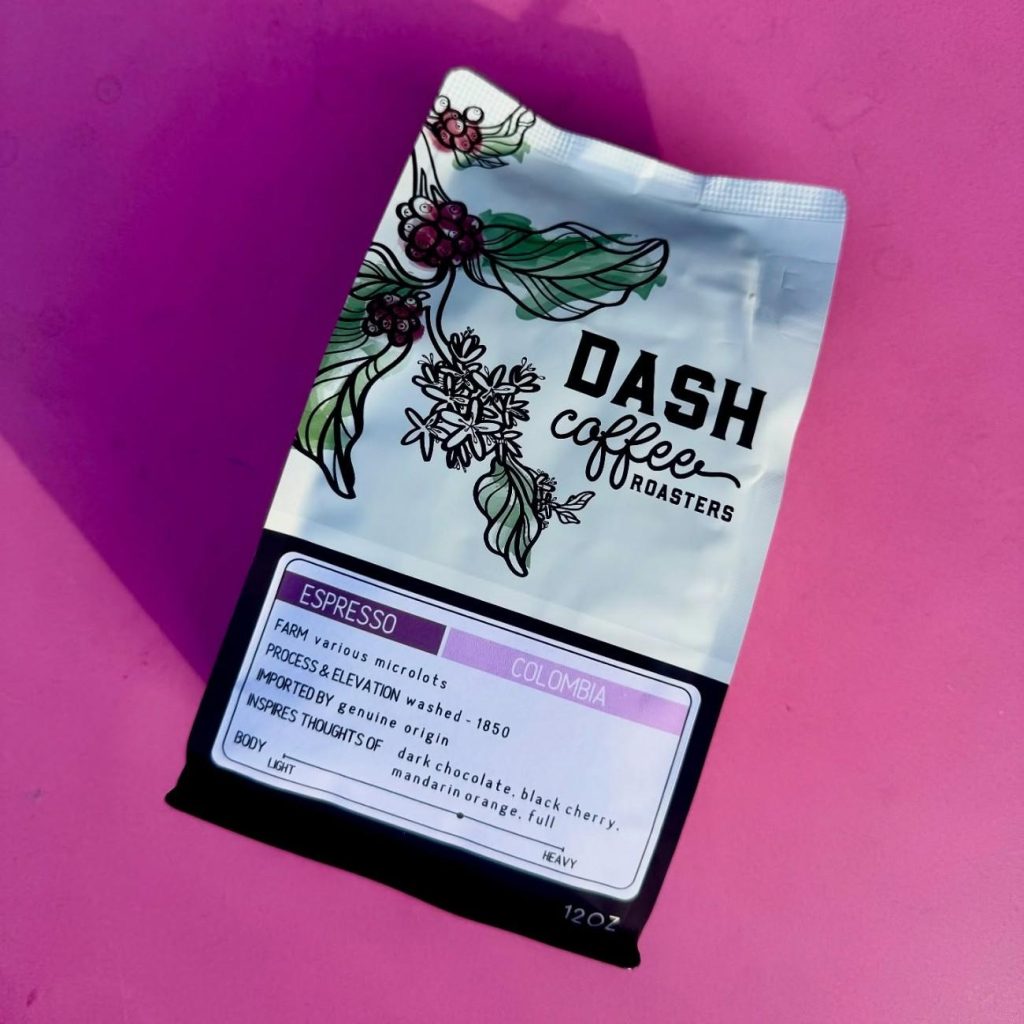 DASH
coffee
ROASTERS
ESPRESSO
COLOMBIA
FARM various microlots
PROCESS & ELEVATION washed - 1850
IMPORTED BY genuine origin
INSPIRES THOUGHTS OF dark chocolate, black cherry,
mandarin orange, full
BODY
LIGHT
HEAVY
12OZ